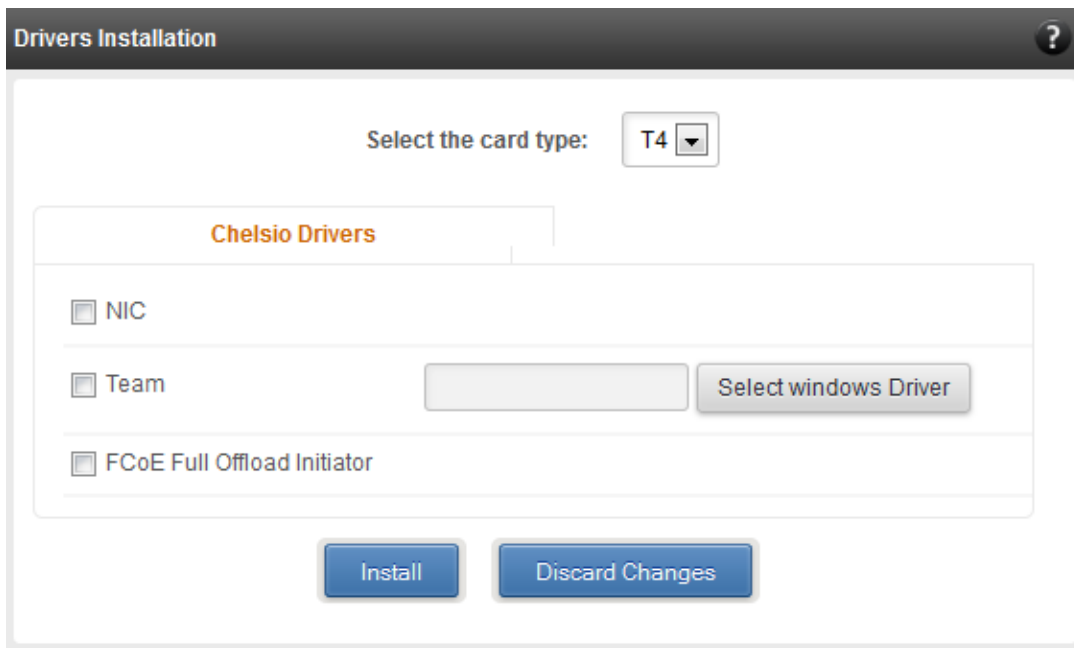 Drivers Installation ?
Select the card type: T4
Chelsio Drivers
NIC
Team Select windows Driver
FCoE Full Offload Initiator
Install Discard Changes